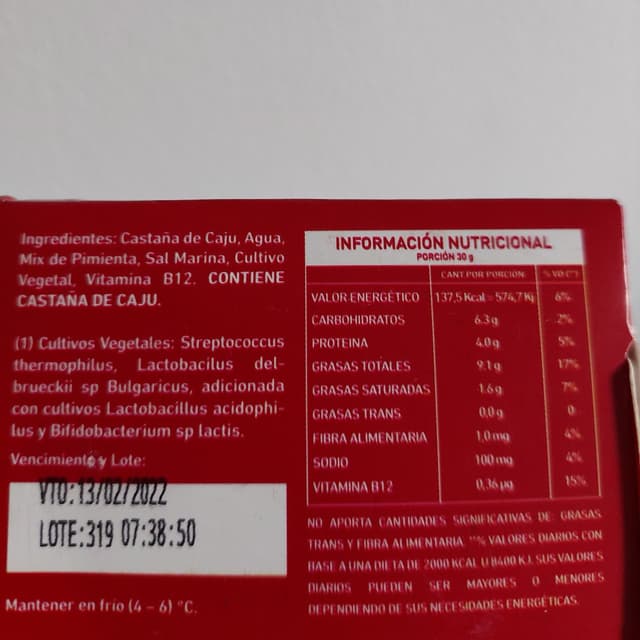 Ingredientes: Castaña de Caju, Agua,
Mix de Pimienta, Sal Marina, Cultivo
Vegetal, Vitamina B12. CONTIENE
CASTAÑA DE CAJU.
(1) Cultivos Vegetales: Streptococcus
thermophilus, Lactobacilus del-
brueckii sp Bulgaricus, adicionada
con cultivos Lactobacillus acidophi-
lus y Bifidobacterium sp lactis.
Vencimiento y Lote:
VTO:13/02/2022
LOTE:319 07:38:50
Mantener en frio (4 – 6) °C.
INFORMACIÓN NUTRICIONAL
PORCIÓN 30 g
CANT POR PORCIÓN % VD (*)
VALOR ENERGÉTICO 137,5 Kcal = 574,7 Kj 6%
CARBOHIDRATOS 6.3 g 2%
PROTEINA 4.0 g 5%
GRASAS TOTALES 9.1 g 17%
GRASAS SATURADAS 1.6 g 7%
GRASAS TRANS 0,0 g 0
FIBRA ALIMENTARIA 1,0 mg 4%
SODIO 100 mg 4%
VITAMINA B12 0,36 µg 15%
NO APORTA CANTIDADES SIGNIFICATIVAS DE GRASAS
TRANS Y FIBRA ALIMENTARIA. *% VALORES DIARIOS CON
BASE A UNA DIETA DE 2000 KCAL U 8400 KJ. SUS VALORES
DIARIOS PUEDEN SER MAYORES O MENORES
DEPENDIENDO DE SUS NECESIDADES ENERGÉTICAS.